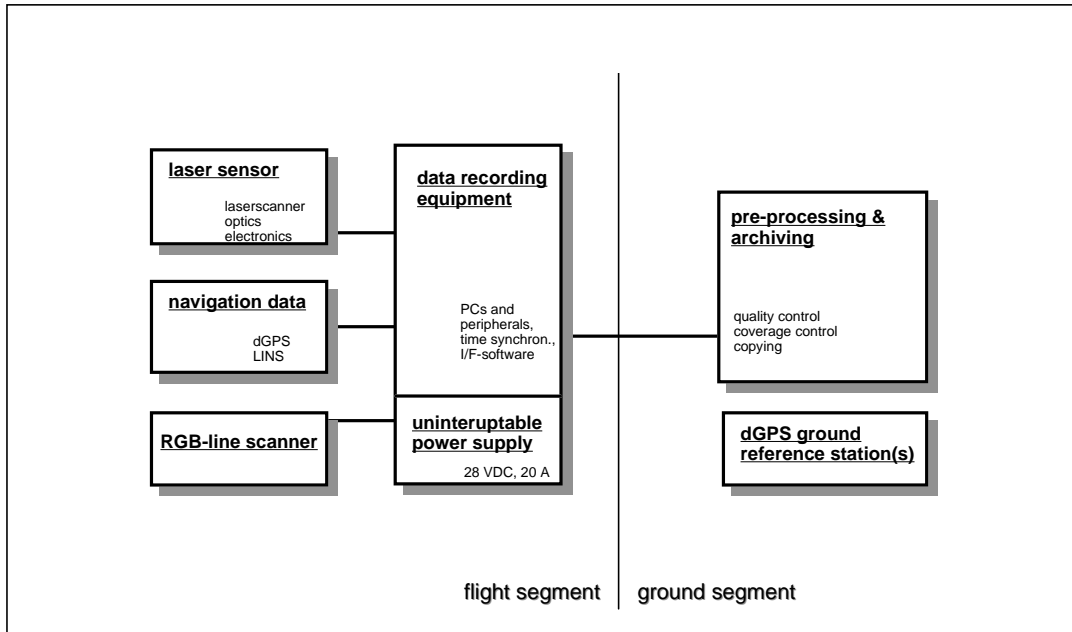 laser sensor
laserscanner
optics
electronics
navigation data
dGPS
LINS
RGB-line scanner
data recording
equipment
PCs and
peripherals,
time synchron.,
I/F-software
uninteruptable
power supply
28 VDC, 20 A
pre-processing &
archiving
quality control
coverage control
copying
dGPS ground
reference station(s)
flight segment
ground segment